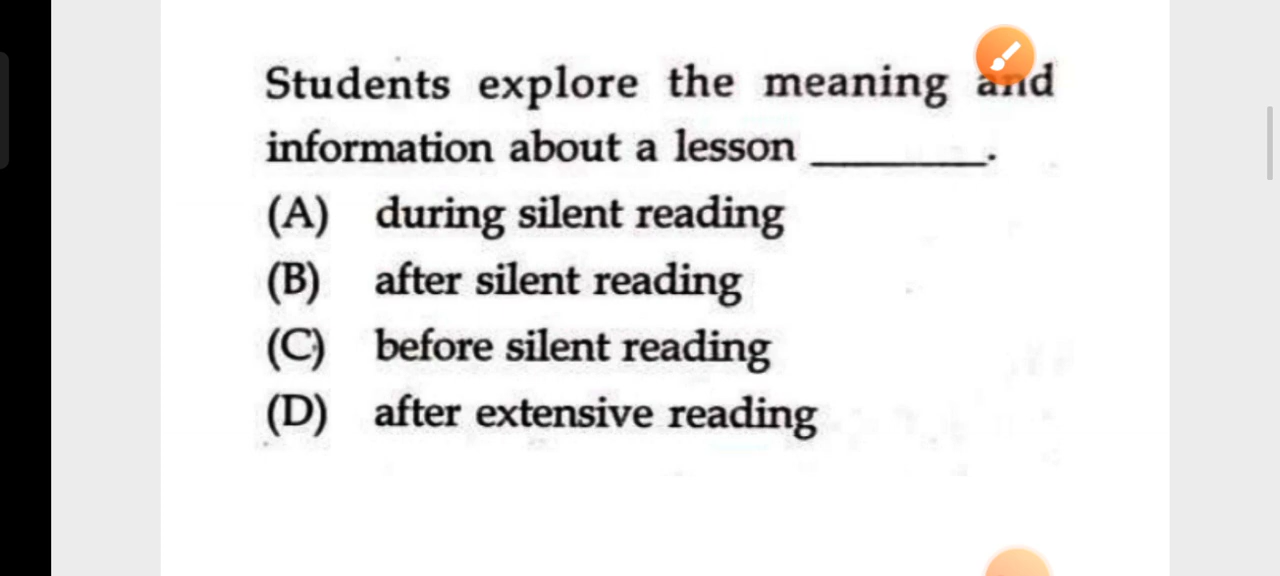 Students explore the meaning and
information about a lesson ________.
(A) during silent reading
(B) after silent reading
(C) before silent reading
(D) after extensive reading